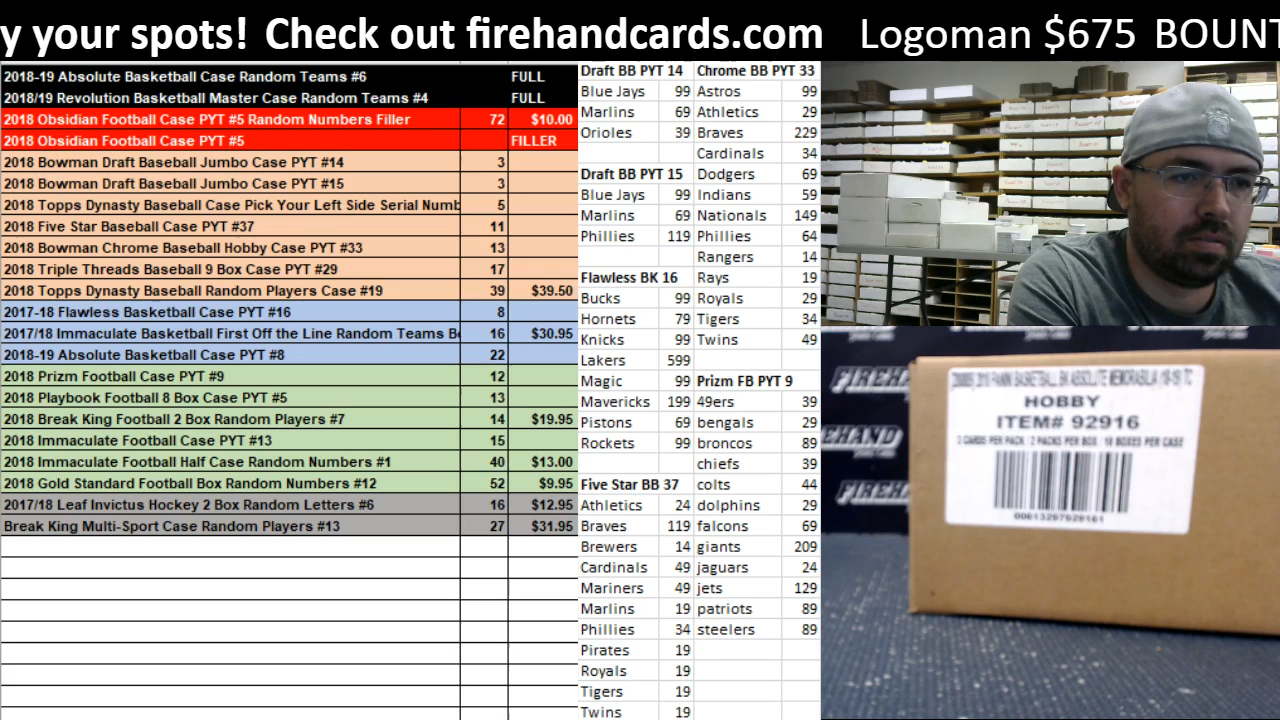 y your spots! Check out firehandcards.com Logoman $675 BOUNT
2018-19 Absolute Basketball Case Random Teams #6 FULL
2018/19 Revolution Basketball Master Case Random Teams #4 FULL
2018 Obsidian Football Case PYT #5 Random Numbers Filler 72 $10.00
2018 Obsidian Football Case PYT #5 FILLER
2018 Bowman Draft Baseball Jumbo Case PYT #14 3
2018 Bowman Draft Baseball Jumbo Case PYT #15 3
2018 Topps Dynasty Baseball Case Pick Your Left Side Serial Numb 5
2018 Five Star Baseball Case PYT #37 11
2018 Bowman Chrome Baseball Hobby Case PYT #33 13
2018 Triple Threads Baseball 9 Box Case PYT #29 17
2018 Topps Dynasty Baseball Random Players Case #19 39 $39.50
2017-18 Flawless Basketball Case PYT #16 8
2017/18 Immaculate Basketball First Off the Line Random Teams Bo 16 $30.95
2018-19 Absolute Basketball Case PYT #8 22
2018 Prizm Football Case PYT #9 12
2018 Playbook Football 8 Box Case PYT #5 13
2018 Break King Football 2 Box Random Players #7 14 $19.95
2018 Immaculate Football Case PYT #13 15
2018 Immaculate Football Half Case Random Numbers #1 40 $13.00
2018 Gold Standard Football Box Random Numbers #12 52 $9.95
2017/18 Leaf Invictus Hockey 2 Box Random Letters #6 16 $12.95
Break King Multi-Sport Case Random Players #13 27 $31.95
Draft BB PYT 14
Blue Jays 99
Marlins 69
Orioles 39
Draft BB PYT 15
Blue Jays 99
Marlins 69
Phillies 119
Flawless BK 16
Bucks 99
Hornets 79
Knicks 99
Lakers 599
Magic 99
Mavericks 199
Pistons 69
Rockets 99
Five Star BB 37
Athletics 24
Braves 119
Brewers 14
Cardinals 49
Mariners 49
Marlins 19
Phillies 34
Pirates 19
Royals 19
Tigers 19
Twins 19
Chrome BB PYT 33
Astros 99
Athletics 29
Braves 229
Cardinals 34
Dodgers 69
Indians 59
Nationals 149
Phillies 64
Rangers 14
Rays 19
Royals 29
Tigers 34
Twins 49
Prizm FB PYT 9
49ers 39
bengals 29
broncos 89
chiefs 39
colts 44
dolphins 29
falcons 69
giants 209
jaguars 24
jets 129
patriots 89
steelers 89
FIREHAND
FIREHAND
FIREHAND
HOBBY
ITEM# 92916
3 CARDS PER PACK 2 PACKS PER BOX 10 BOXES PER CASE